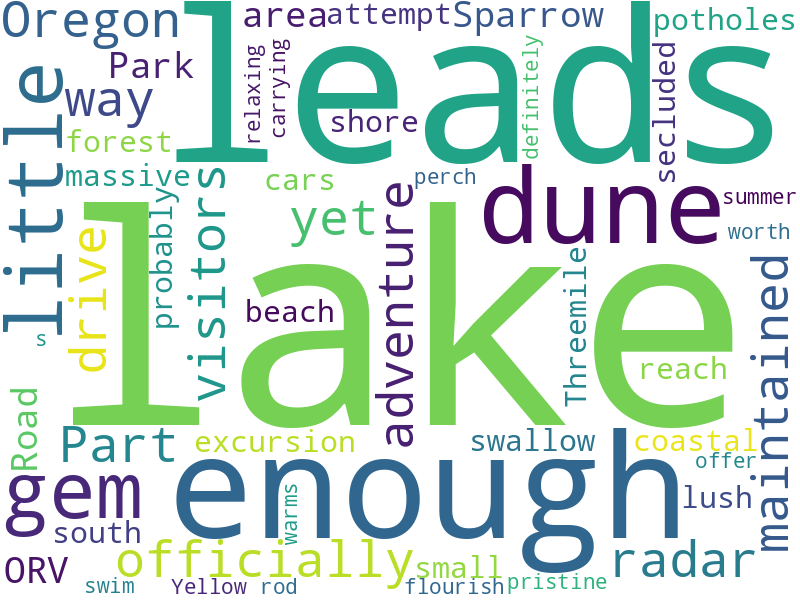 Oregon
leads
area
attempt
Sparrow
potholes
Park
relaxing
carrying
definitely
secluded
little
way
shore
forest
massive
cars
perch
dune
summer
worth
visitors
probably
yet
adventure
drive
lake
beach
Threemile
maintained
s
reach
Road
Part
excursion
swallow
coastal
offer
enough
gem
warms
lush
south
officially
small
radar
ORV
swim
Yellow
rod
flourish
pristine